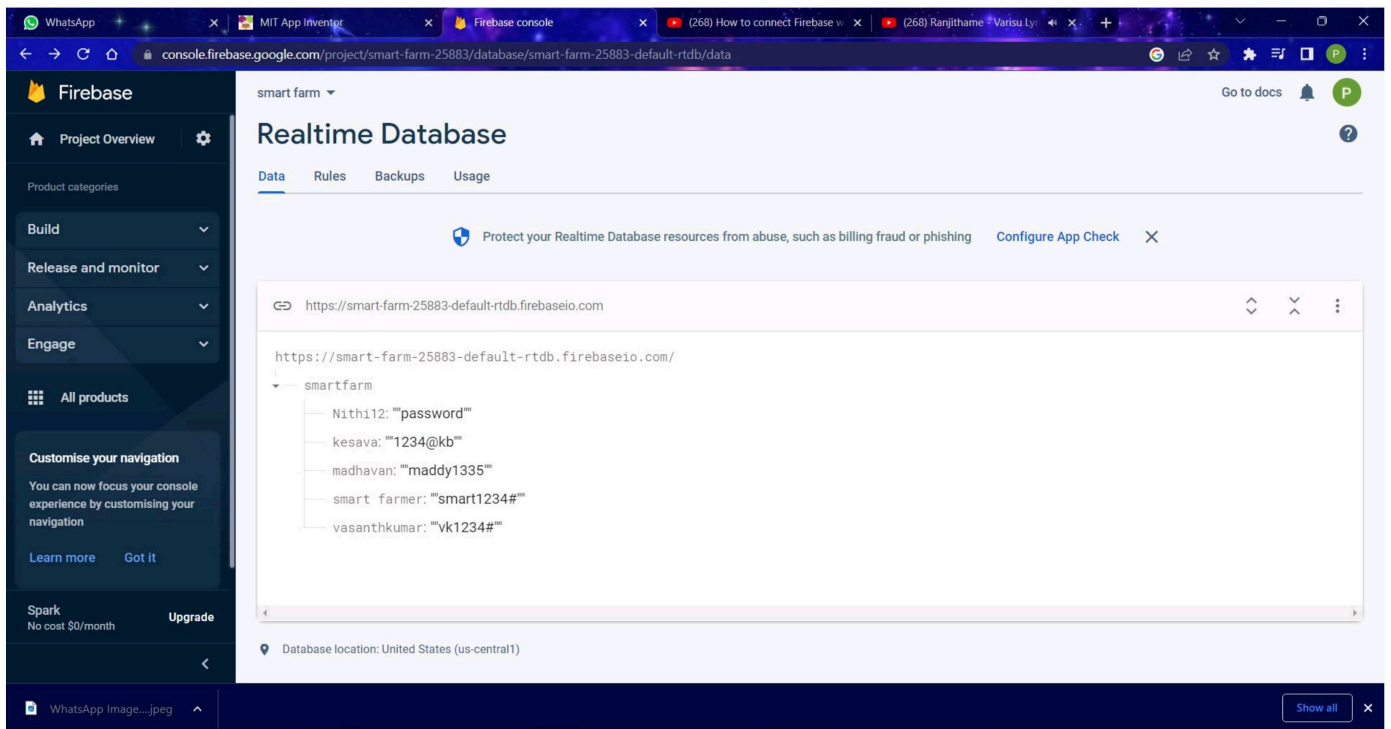 WhatsApp
MIT App Inventor
Firebase console
(268) How to connect Firebase w
(268) Ranjithame - Varisu Lyr
console.firebase.google.com/project/smart-farm-25883/database/smart-farm-25883-default-rtdb/data
G
P
Firebase
smart farm
Go to docs
P
Project Overview
Realtime Database
Product categories
Data Rules Backups Usage
Build
Protect your Realtime Database resources from abuse, such as billing fraud or phishing Configure App Check
Release and monitor
Analytics
https://smart-farm-25883-default-rtdb.firebaseio.com
Engage
https://smart-farm-25883-default-rtdb.firebaseio.com/
smartfarm
All products
Nithi12: ""password""
kesava: ""1234@kb""
madhavan: ""maddy1335""
smart farmer: ""smart1234#""
vasanthkumar: ""vk1234#""
Customise your navigation
You can now focus your console
experience by customising your
navigation
Learn more Got it
Spark
No cost $0/month
Upgrade
Database location: United States (us-central1)
WhatsApp Image....jpeg
Show all